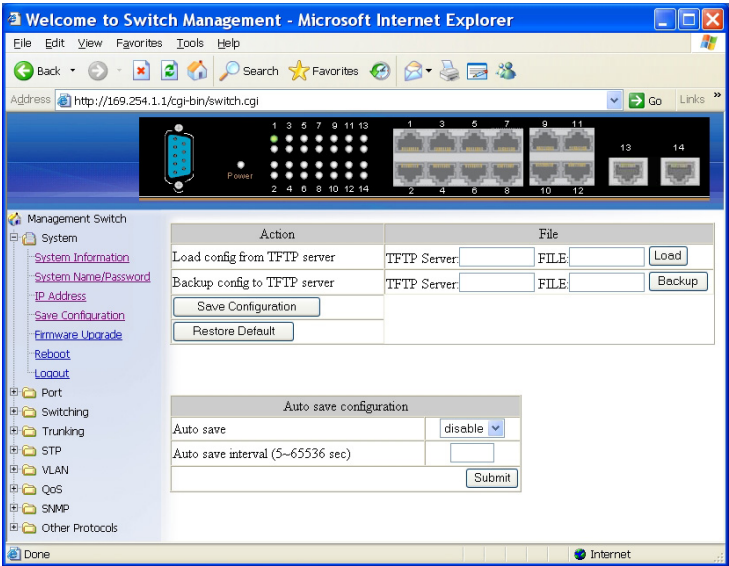 Welcome to Switch Management - Microsoft Internet Explorer
File Edit View Favorites Tools Help
Back Search Favorites
Address http://169.254.1.1/cgi-bin/switch.cgi Go Links »
1 3 5 7 9 11 13
Power
2 4 6 8 10 12 14
1 3 5 7 9 11
2 4 6 8 10 12
13 14
Management Switch
System
System Information
System Name/Password
IP Address
Save Configuration
Firmware Upgrade
Reboot
Logout
Port
Switching
Trunking
STP
VLAN
QoS
SNMP
Other Protocols
Action File
Load config from TFTP server TFTP Server: FILE: Load
Backup config to TFTP server TFTP Server: FILE: Backup
Save Configuration
Restore Default
Auto save configuration
Auto save disable
Auto save interval (5~65536 sec)
Submit
Done Internet